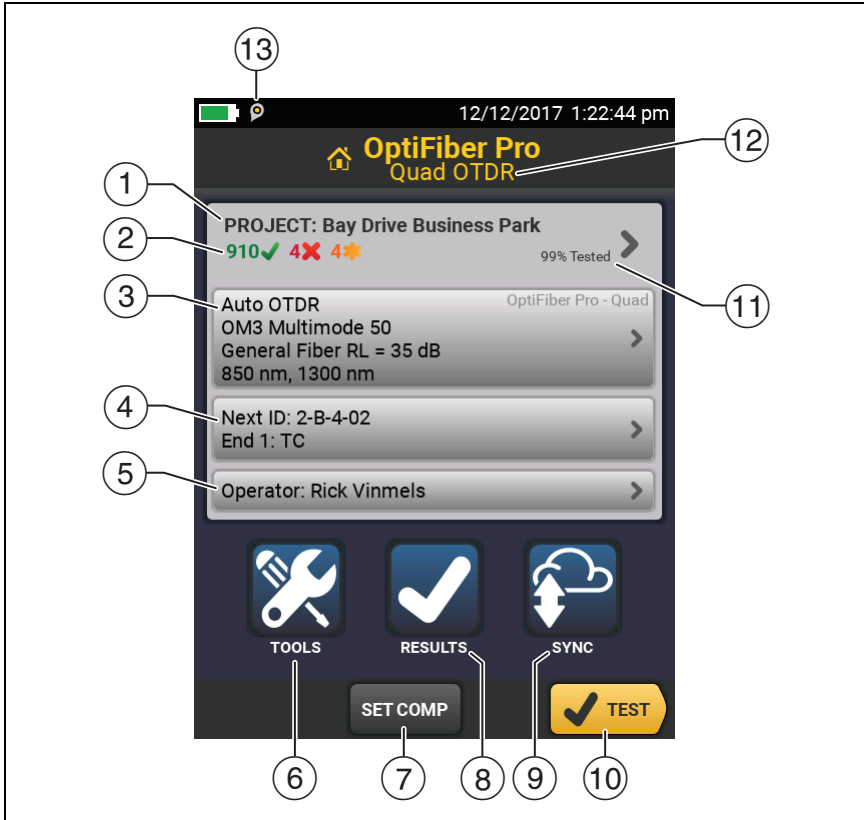 13
12/12/2017 1:22:44 pm
OptiFiber Pro
Quad OTDR
12
1
PROJECT: Bay Drive Business Park
2
910 4 4
99% Tested
11
3
Auto OTDR
OptiFiber Pro - Quad
OM3 Multimode 50
General Fiber RL = 35 dB
850 nm, 1300 nm
4
Next ID: 2-B-4-02
End 1: TC
5
Operator: Rick Vinmels
TOOLS
RESULTS
SYNC
SET COMP
TEST
6
7
8
9
10